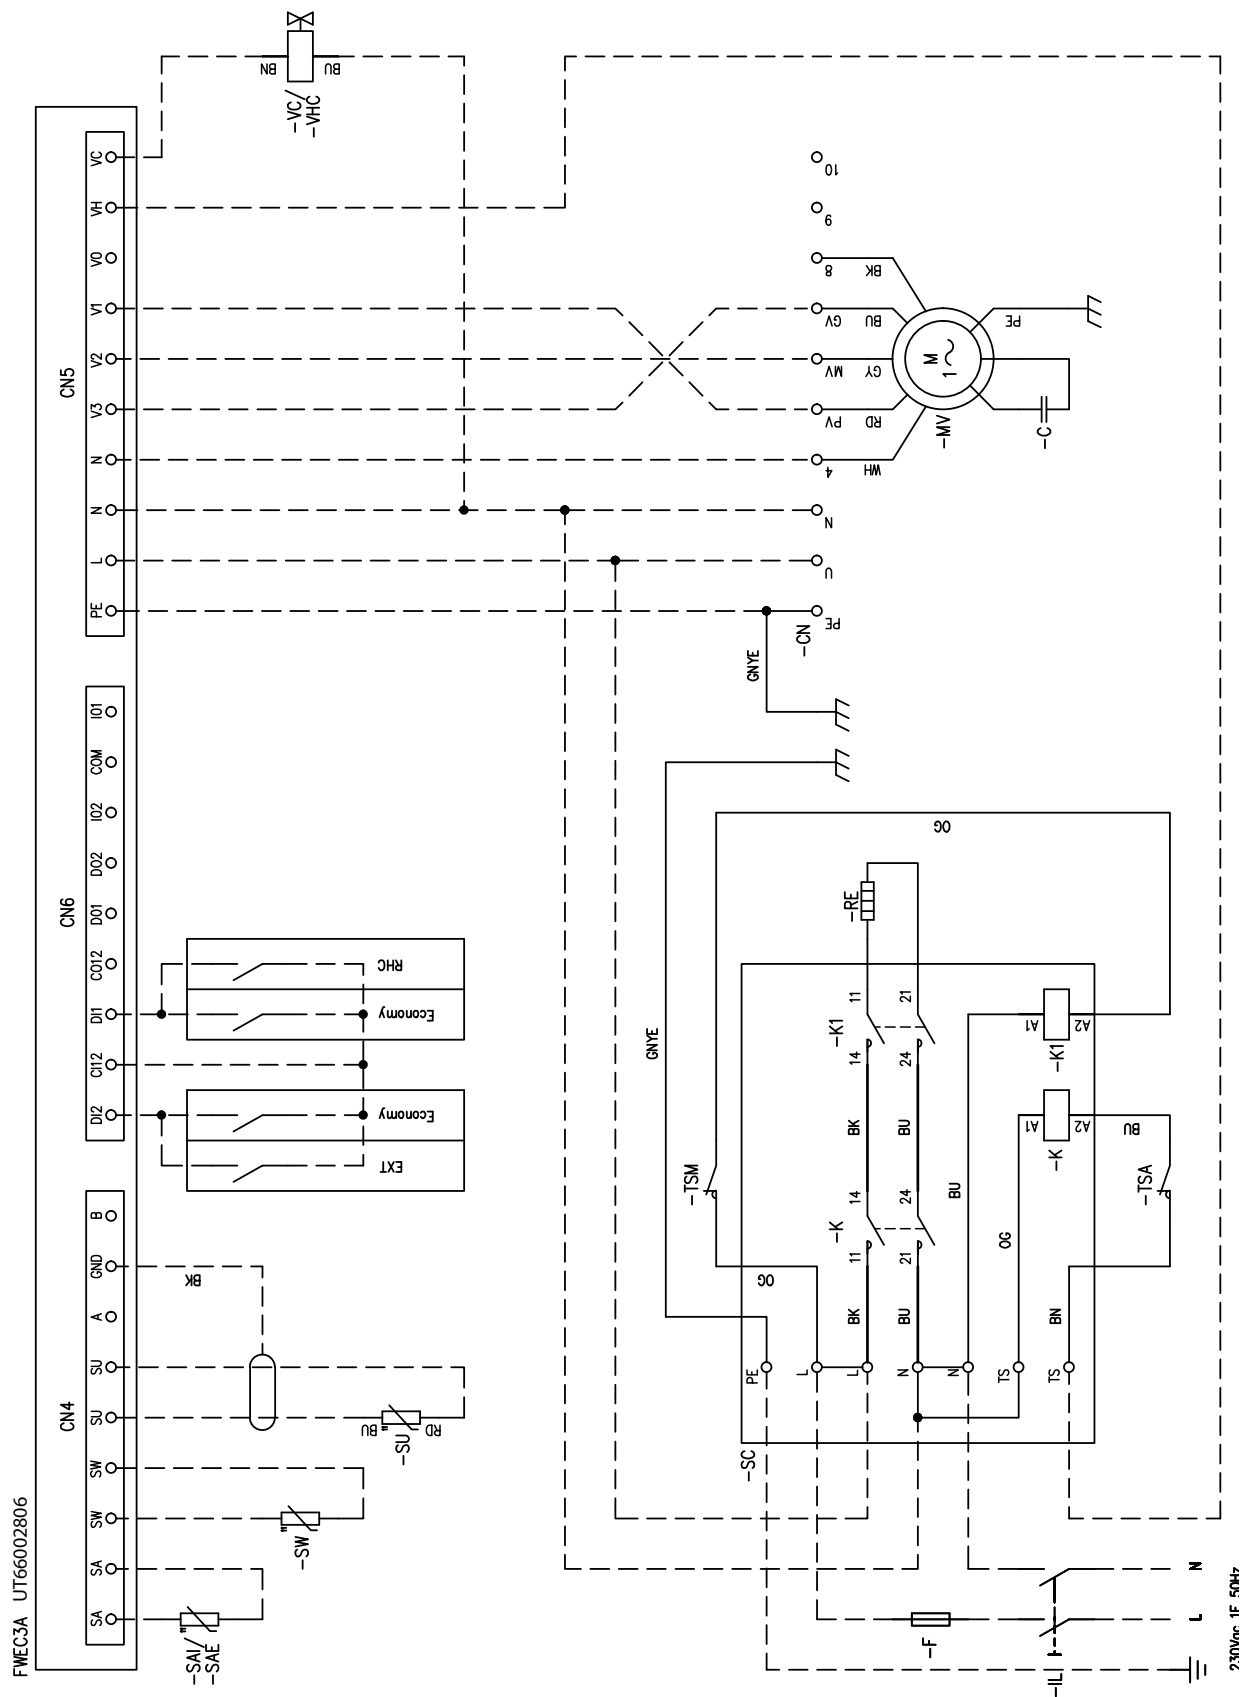 FWEC3A UT66002806
CN4
CN6
CN5
SA
SA
SW
SW
SU
SU
A
GND
B
DI2
CI12
DI1
CO12
DO1
DO2
IO2
COM
IO1
PE
L
N
N
V3
V2
V1
V0
VH
VC
-SAI/
-SAE
-SW
-SU
BU
RD
BK
EXT
Economy
Economy
RHC
BN
BU
-VC/
-VHC
-CN
PE
U
N
4
PV
MV
GV
8
9
10
WH
RD
GY
BU
BK
PE
M
1
-MV
-C
GNYE
GNYE
-SC
PE
L
L
N
N
TS
TS
OG
BK
BU
BU
OG
BN
-TSM
-K
11
14
21
24
BK
BU
-K1
14
11
24
21
-RE
OG
-K
A1
A2
-K1
A1
A2
BU
-TSA
-F
-IL
L
N
230Vac 1F 50Hz